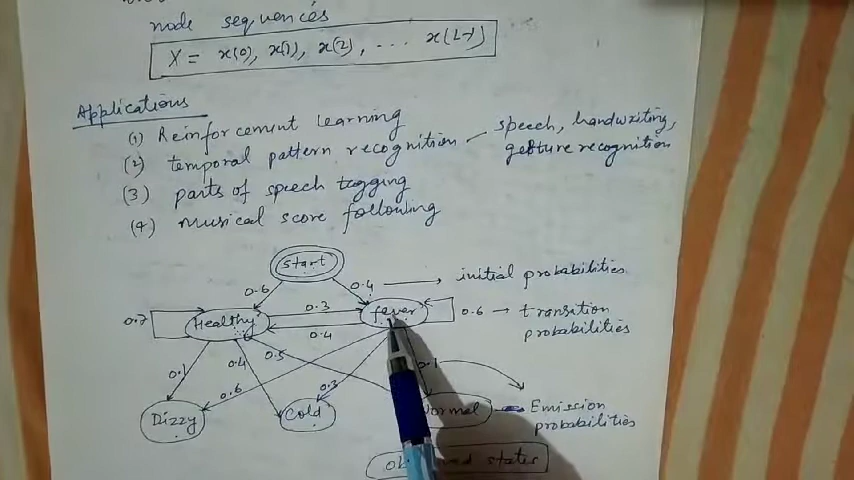 node sequences
X = x(0), x(1), x(2), ... x(L-1)
Applications
(1) Reinforcement learning
(2) temporal pattern recognition - speech, handwriting,
gesture recognition
(3) parts of speech tagging
(4) Musical score following
Start
0.6 0.4 → initial probabilities
0.7 Healthy 0.3 fever 0.6 → transition
probabilities
0.4
0.1 0.4 0.5 0.6 0.3 0.1
Dizzy Cold Normal Emission
probabilities
states